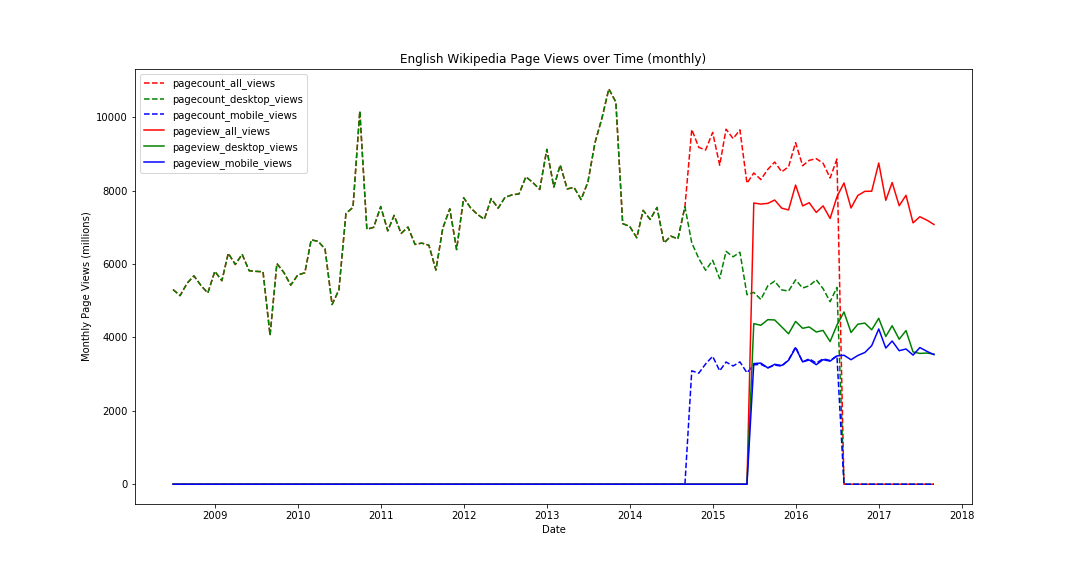 English Wikipedia Page Views over Time (monthly)
pagecount_all_views
pagecount_desktop_views
pagecount_mobile_views
pageview_all_views
pageview_desktop_views
pageview_mobile_views
Monthly Page Views (millions)
10000
8000
6000
4000
2000
0
2009 2010 2011 2012 2013 2014 2015 2016 2017 2018
Date